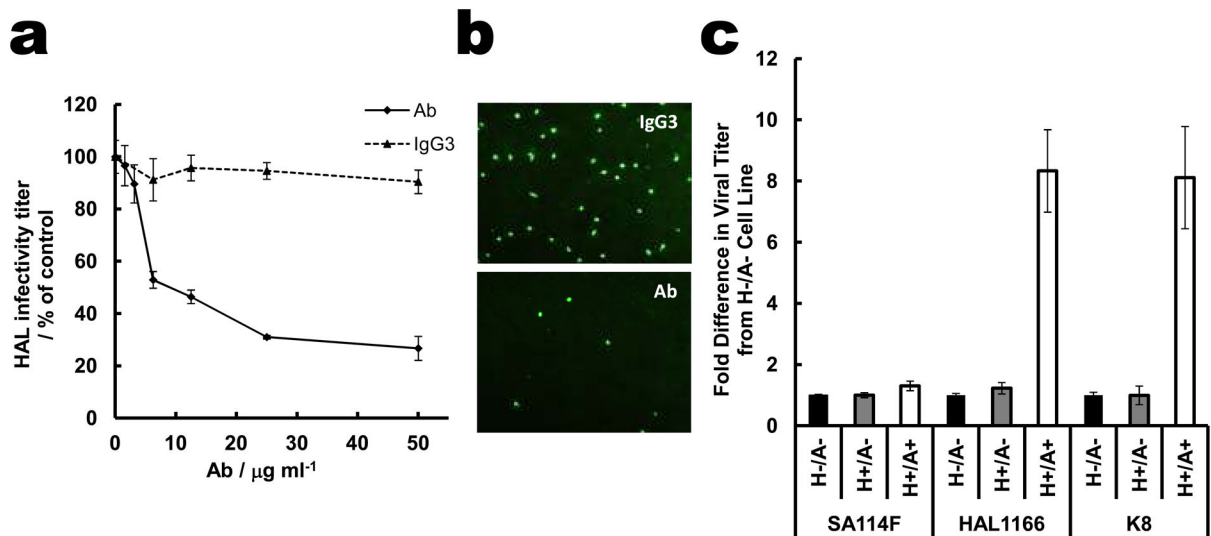 a
HAL infectivity titer
/ % of control
120
100
80
60
40
20
0
0 10 20 30 40 50
Ab / μg ml-1
Ab
IgG3
b
IgG3
Ab
c
Fold Difference in Viral Titer
from H-/A- Cell Line
12
10
8
6
4
2
0
H-/A- H+/A- H+/A+ H-/A- H+/A- H+/A+ H-/A- H+/A- H+/A+
SA114F HAL1166 K8